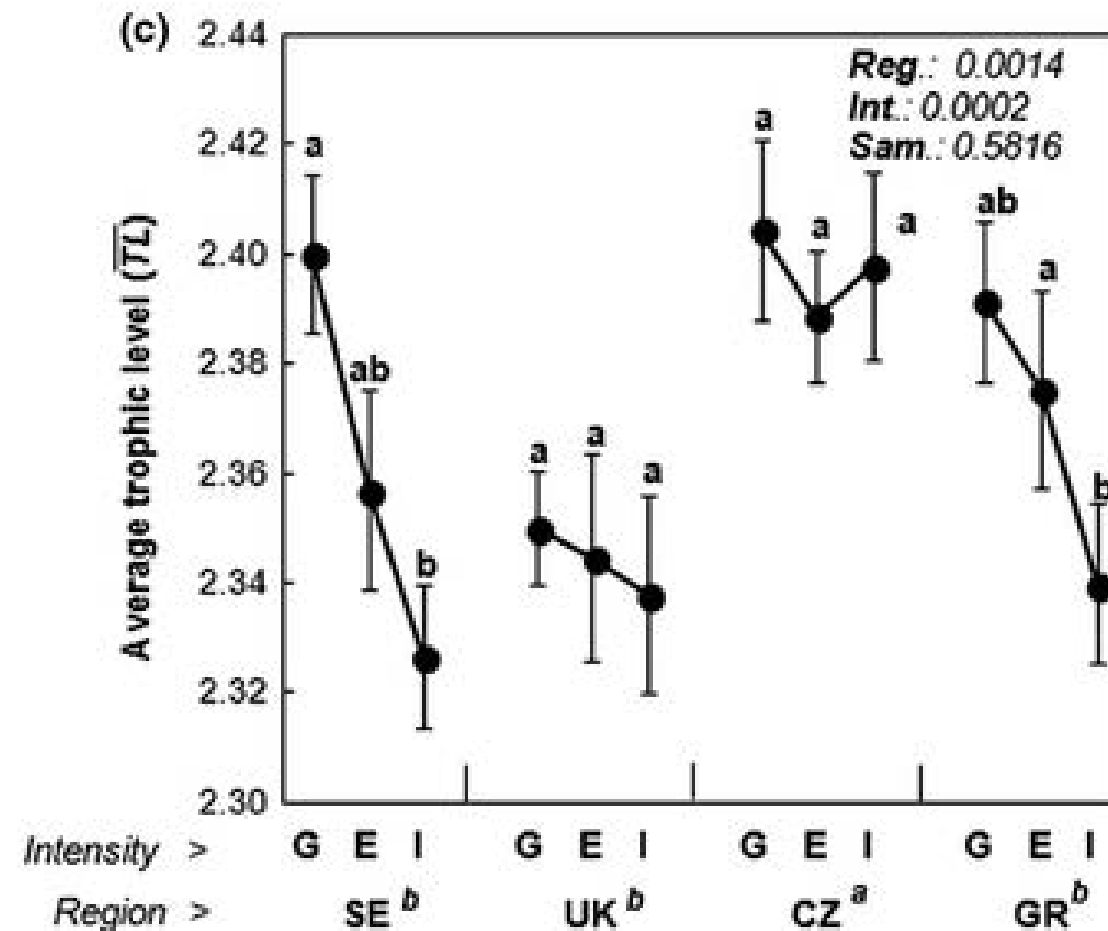 (c)
Average trophic level (TL)
2.44
2.42
2.40
2.38
2.36
2.34
2.32
2.30
Reg.: 0.0014
Int.: 0.0002
Sam.: 0.5816
a ab b
a a a
a a a
ab a b
Intensity > G E I G E I G E I G E I
Region > SE b UK b CZ a GR b